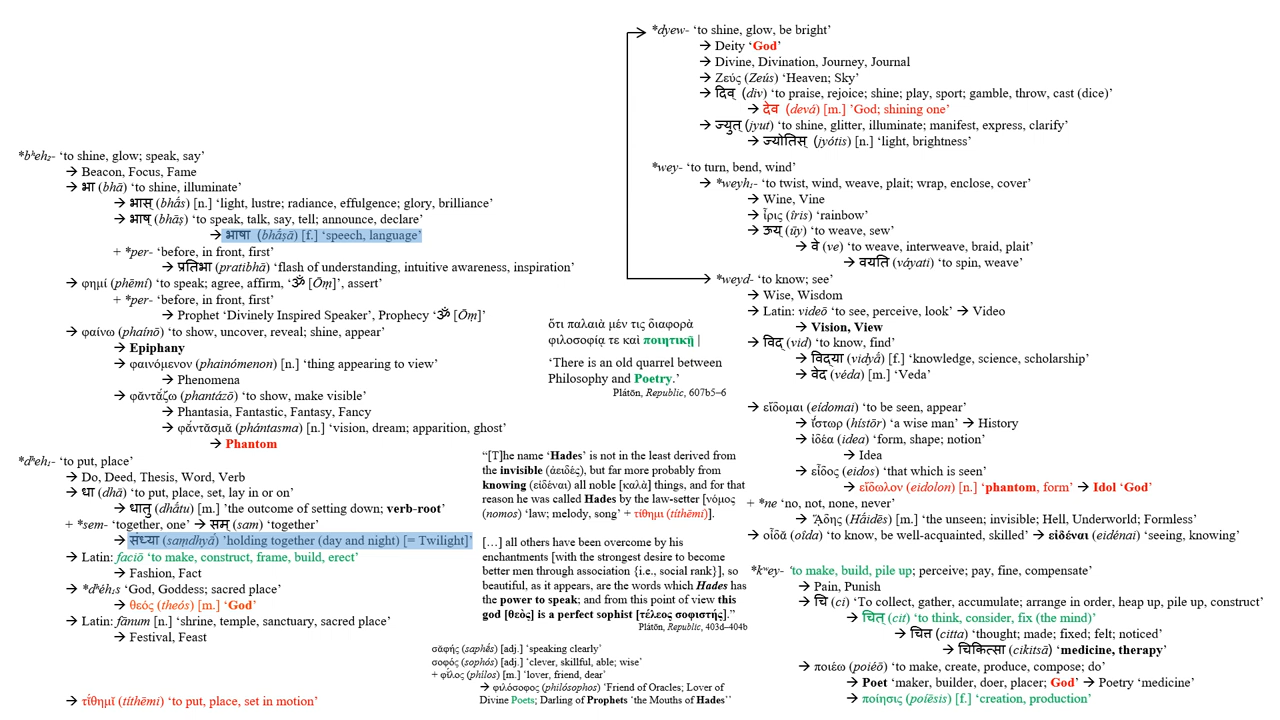 *bʰeh₂- ‘to shine, glow; speak, say’
→ Beacon, Focus, Fame
→ भा (bhā) ‘to shine, illuminate’
→ भास् (bhā́s) [n.] ‘light, lustre; radiance, effulgence; glory, brilliance’
→ भाष् (bhāṣ) ‘to speak, talk, say, tell; announce, declare’
→ भाषा (bhā́ṣā) [f.] ‘speech, language’
+ *per- ‘before, in front, first’
→ प्रतिभा (pratibhā) ‘flash of understanding, intuitive awareness, inspiration’
→ φημί (phēmí) ‘to speak; agree, affirm, ‘ॐ [Oṃ]’, assert’
+ *per- ‘before, in front, first’
→ Prophet ‘Divinely Inspired Speaker’, Prophecy ‘ॐ [Oṃ]’
→ φαίνω (phaínō) ‘to show, uncover, reveal; shine, appear’
→ Epiphany
→ φαινόμενον (phainómenon) [n.] ‘thing appearing to view’
→ Phenomena
→ φᾰντᾰ́ζω (phantázō) ‘to show, make visible’
→ Phantasia, Fantastic, Fantasy, Fancy
→ φᾰ́ντᾰσμᾰ (phántasma) [n.] ‘vision, dream; apparition, ghost’
→ Phantom
*dʰeh₁- ‘to put, place’
→ Do, Deed, Thesis, Word, Verb
→ धा (dhā) ‘to put, place, set, lay in or on’
→ धातु (dhā́tu) [m.] ’the outcome of setting down; verb-root’
+ *sem- ‘together, one’ → सम् (sam) ‘together’
→ संध्या (saṃdhyā́) ’holding together (day and night) [= Twilight]’
→ Latin: faciō ‘to make, construct, frame, build, erect’
→ Fashion, Fact
→ *dʰéh₁s ‘God, Goddess; sacred place’
→ θεός (theós) [m.] ‘God’
→ Latin: fānum [n.] ‘shrine, temple, sanctuary, sacred place’
→ Festival, Feast
→ τῐ́θημῐ (títhēmi) ‘to put, place, set in motion’
ὅτι παλαιὰ μέν τις διαφορὰ
φιλοσοφίᾳ τε καὶ ποιητικῇ |
‘There is an old quarrel between
Philosophy and Poetry.’
Plátōn, Republic, 607b5–6
“[T]he name ‘Hades’ is not in the least derived from
the invisible (ἀειδές), but far more probably from
knowing (εἰδέναι) all noble [καλὰ] things, and for that
reason he was called Hades by the law-setter [νόμος
(nomos) ‘law; melody, song’ + τίθημι (títhēmi)].
[…] all others have been overcome by his
enchantments [with the strongest desire to become
better men through association {i.e., social rank}], so
beautiful, as it appears, are the words which Hades has
the power to speak; and from this point of view this
god [θεὸς] is a perfect sophist [τέλεος σοφιστής].”
Plátōn, Republic, 403d–404b
σᾰφής (saphḗs) [adj.] ‘speaking clearly’
σοφός (sophós) [adj.] ‘clever, skillful, able; wise’
+ φῐ́λος (phílos) [m.] ‘lover, friend, dear’
→ φιλόσοφος (philósophos) ‘Friend of Oracles; Lover of
Divine Poets; Darling of Prophets ‘the Mouths of Hades’’
*dyew- ‘to shine, glow, be bright’
→ Deity ‘God’
→ Divine, Divination, Journey, Journal
→ Ζεύς (Zeús) ‘Heaven; Sky’
→ दिव् (div) ‘to praise, rejoice; shine; play, sport; gamble, throw, cast (dice)’
→ देव (devá) [m.] ’God; shining one’
→ ज्युत् (jyut) ‘to shine, glitter, illuminate; manifest, express, clarify’
→ ज्योतिस् (jyótis) [n.] ‘light, brightness’
*wey- ‘to turn, bend, wind’
→ *weyh₁- ‘to twist, wind, weave, plait; wrap, enclose, cover’
→ Wine, Vine
→ ἶρις (îris) ‘rainbow’
→ ऊय् (ūy) ‘to weave, sew’
→ वे (ve) ‘to weave, interweave, braid, plait’
→ वयति (váyati) ‘to spin, weave’
→ *weyd- ‘to know; see’
→ Wise, Wisdom
→ Latin: videō ‘to see, perceive, look’ → Video
→ Vision, View
→ विद् (vid) ‘to know, find’
→ विद्या (vidyā́) [f.] ‘knowledge, science, scholarship’
→ वेद (véda) [m.] ‘Veda’
→ εἴδομαι (eídomai) ‘to be seen, appear’
→ ἵστωρ (hístōr) ‘a wise man’ → History
→ ἰδέα (idea) ‘form, shape; notion’
→ Idea
→ εἶδος (eidos) ‘that which is seen’
→ εἴδωλον (eidolon) [n.] ‘phantom, form’ → Idol ‘God’
+ *ne ‘no, not, none, never’
→ ᾍδης (Hā́idēs) [m.] ‘the unseen; invisible; Hell, Underworld; Formless’
→ οἶδᾰ (oîda) ‘to know, be well-acquainted, skilled’ → εἰδέναι (eidénai) ‘seeing, knowing’
*kʷey- ‘to make, build, pile up; perceive; pay, fine, compensate’
→ Pain, Punish
→ चि (ci) ‘To collect, gather, accumulate; arrange in order, heap up, pile up, construct’
→ चित् (cit) ‘to think, consider, fix (the mind)’
→ चित्त (citta) ‘thought; made; fixed; felt; noticed’
→ चिकित्सा (cikitsā) ‘medicine, therapy’
→ ποιέω (poiéō) ‘to make, create, produce, compose; do’
→ Poet ‘maker, builder, doer, placer; God’ → Poetry ‘medicine’
→ ποίησις (poíēsis) [f.] ‘creation, production’